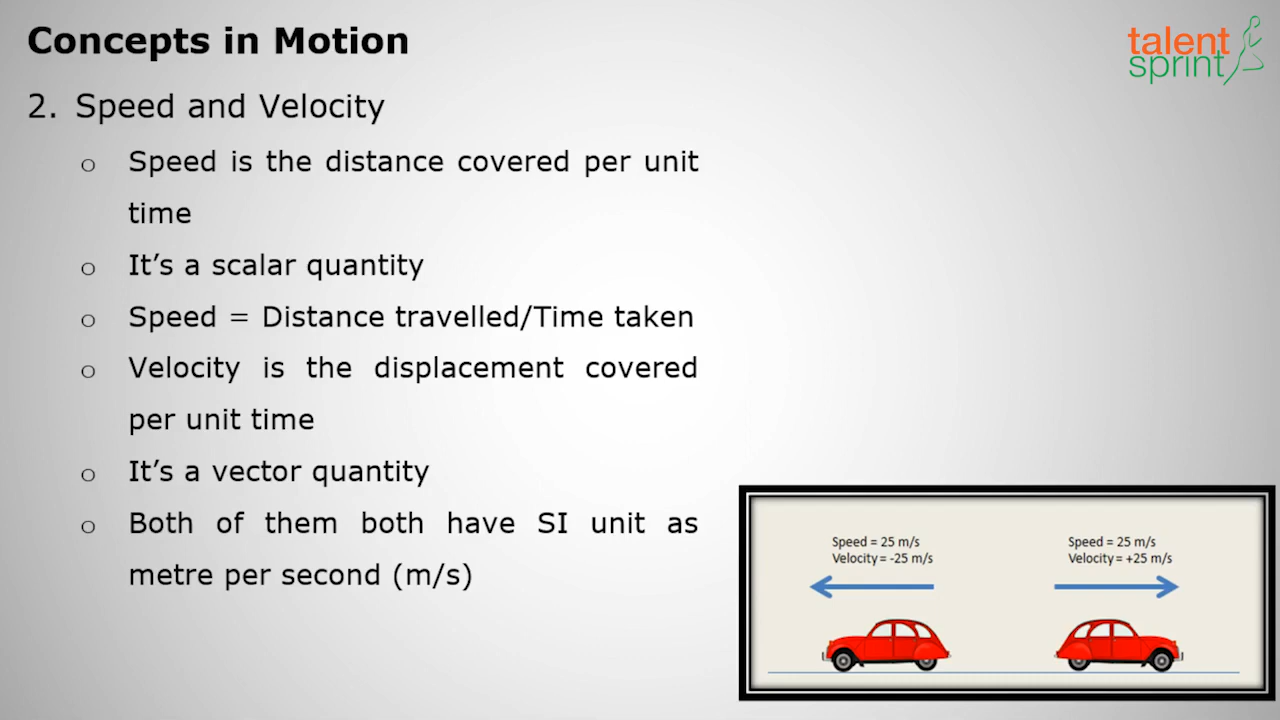 Concepts in Motion
talent
sprint
2. Speed and Velocity
o Speed is the distance covered per unit
time
o It’s a scalar quantity
o Speed = Distance travelled/Time taken
o Velocity is the displacement covered
per unit time
o It’s a vector quantity
o Both of them both have SI unit as
metre per second (m/s)
Speed = 25 m/s
Velocity = -25 m/s
Speed = 25 m/s
Velocity = +25 m/s